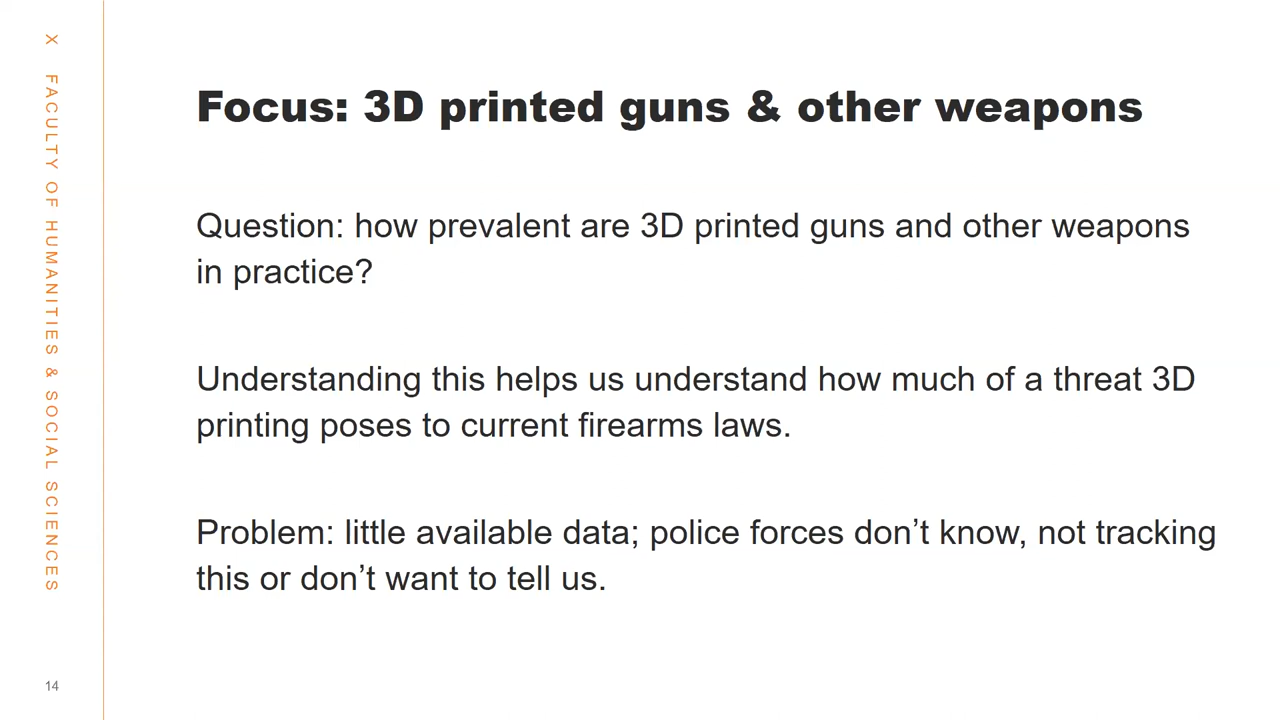 X FACULTY OF HUMANITIES & SOCIAL SCIENCES
Focus: 3D printed guns & other weapons
Question: how prevalent are 3D printed guns and other weapons
in practice?
Understanding this helps us understand how much of a threat 3D
printing poses to current firearms laws.
Problem: little available data; police forces don’t know, not tracking
this or don’t want to tell us.
14